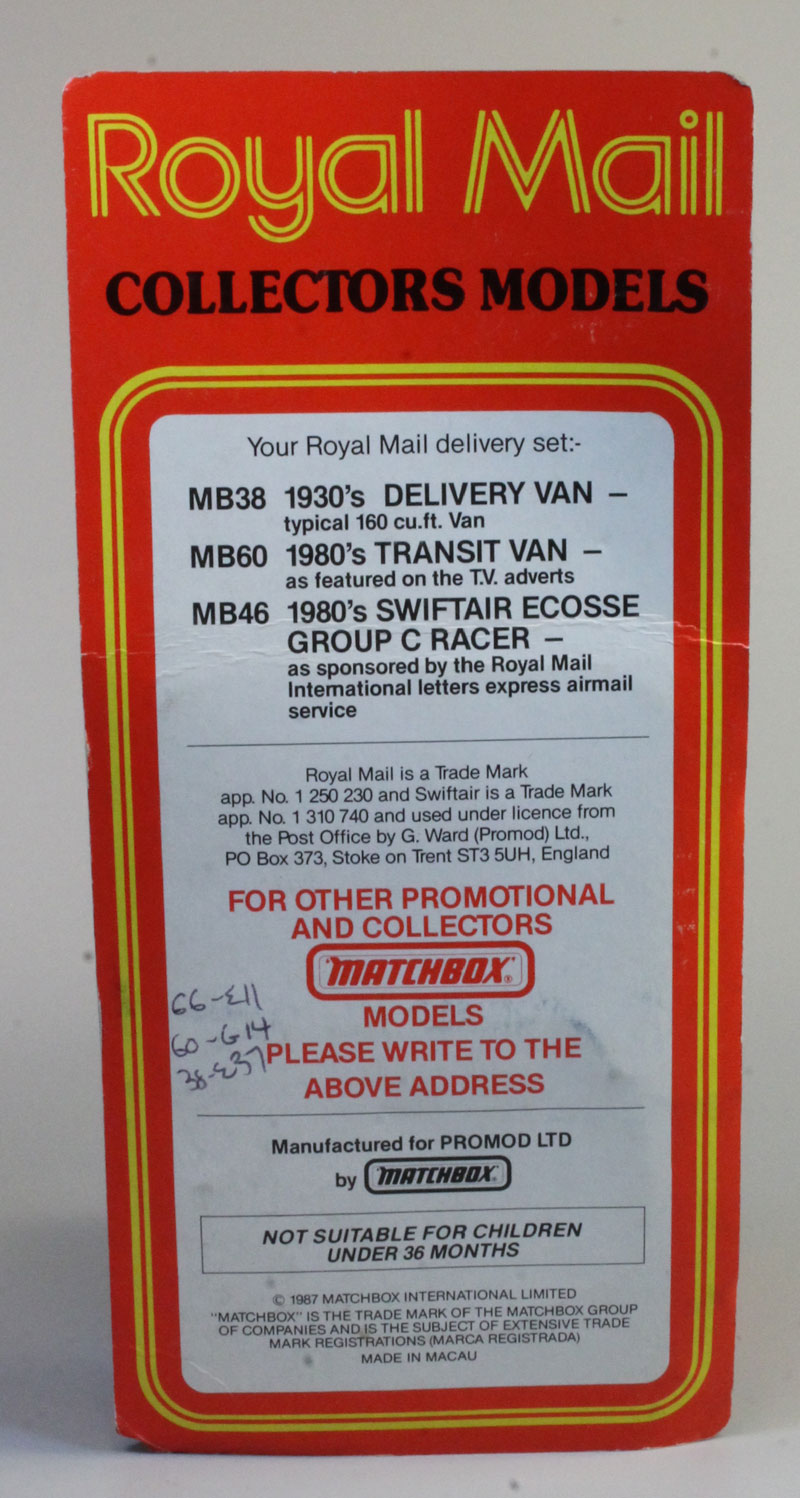 Royal Mail
COLLECTORS MODELS
Your Royal Mail delivery set:-
MB38 1930's DELIVERY VAN –
typical 160 cu.ft. Van
MB60 1980's TRANSIT VAN –
as featured on the T.V. adverts
MB46 1980's SWIFTAIR ECOSSE
GROUP C RACER –
as sponsored by the Royal Mail
International letters express airmail
service
Royal Mail is a Trade Mark
app. No. 1 250 230 and Swiftair is a Trade Mark
app. No. 1 310 740 and used under licence from
the Post Office by G. Ward (Promod) Ltd.,
PO Box 373, Stoke on Trent ST3 5UH, England
FOR OTHER PROMOTIONAL
AND COLLECTORS
"MATCHBOX"®
MODELS
PLEASE WRITE TO THE
ABOVE ADDRESS
66-E11
60-G14
38-E37
Manufactured for PROMOD LTD
by "MATCHBOX"®
NOT SUITABLE FOR CHILDREN
UNDER 36 MONTHS
© 1987 MATCHBOX INTERNATIONAL LIMITED
"MATCHBOX" IS THE TRADE MARK OF THE MATCHBOX GROUP
OF COMPANIES AND IS THE SUBJECT OF EXTENSIVE TRADE
MARK REGISTRATIONS (MARCA REGISTRADA)
MADE IN MACAU